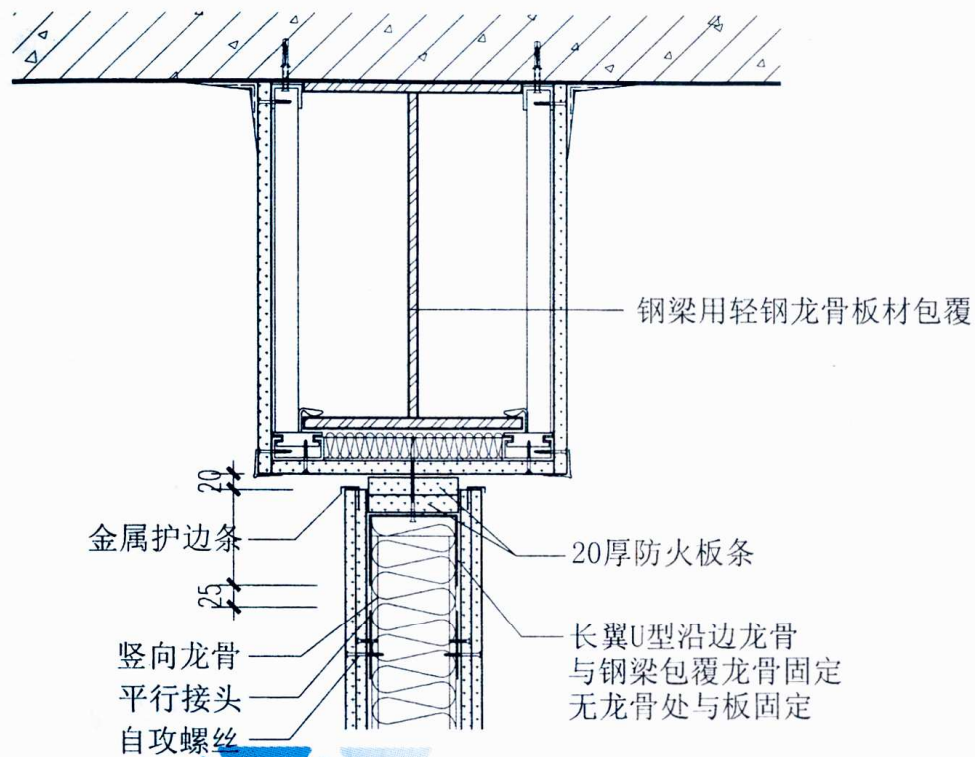 钢梁用轻钢龙骨板材包覆
20
金属护边条
20厚防火板条
25
长翼U型沿边龙骨
与钢梁包覆龙骨固定
无龙骨处与板固定
竖向龙骨
平行接头
自攻螺丝